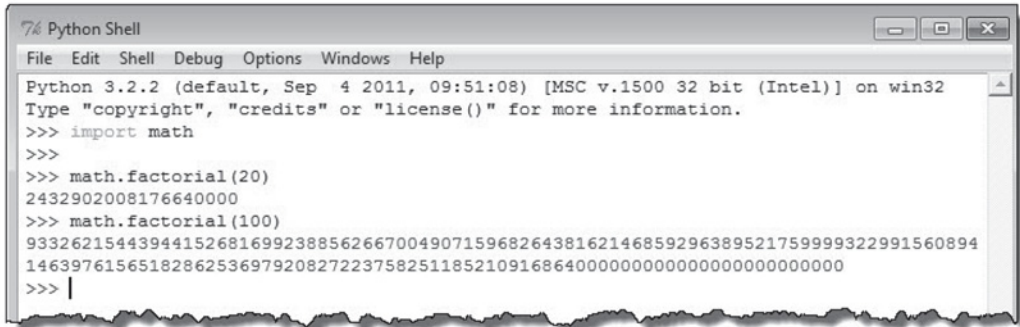 Python Shell
File Edit Shell Debug Options Windows Help
Python 3.2.2 (default, Sep  4 2011, 09:51:08) [MSC v.1500 32 bit (Intel)] on win32
Type "copyright", "credits" or "license()" for more information.
>>> import math
>>>
>>> math.factorial(20)
2432902008176640000
>>> math.factorial(100)
93326215443944152681699238856266700490715968264381621468592963895217599993229915608941463976156518286253697920827223758251185210916864000000000000000000000000
>>>